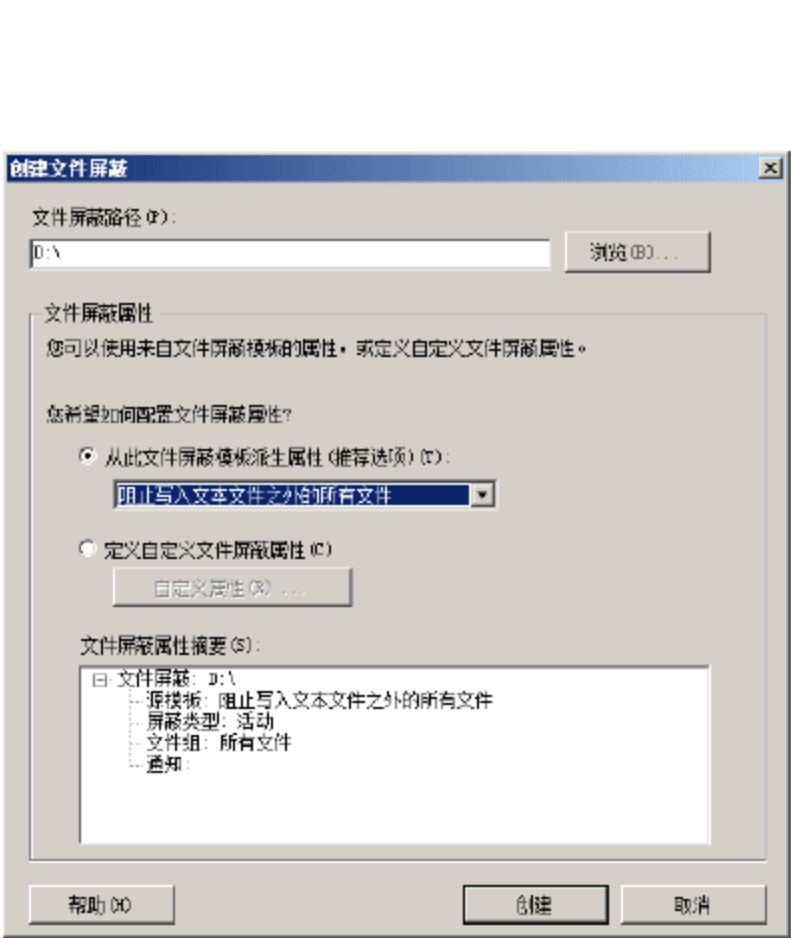 创建文件屏蔽
文件屏蔽路径(P):
D:\
浏览(B)...
文件屏蔽属性
您可以使用来自文件屏蔽模板的属性，或定义自定义文件屏蔽属性。
您希望如何配置文件屏蔽属性?
从此文件屏蔽模板派生属性(推荐选项)(T):
阻止写入文本文件之外的所有文件
定义自定义文件屏蔽属性(C)
自定义属性(R)...
文件屏蔽属性摘要(S):
文件屏蔽: D:\
源模板: 阻止写入文本文件之外的所有文件
屏蔽类型: 活动
文件组: 所有文件
通知:
帮助(H)
创建
取消